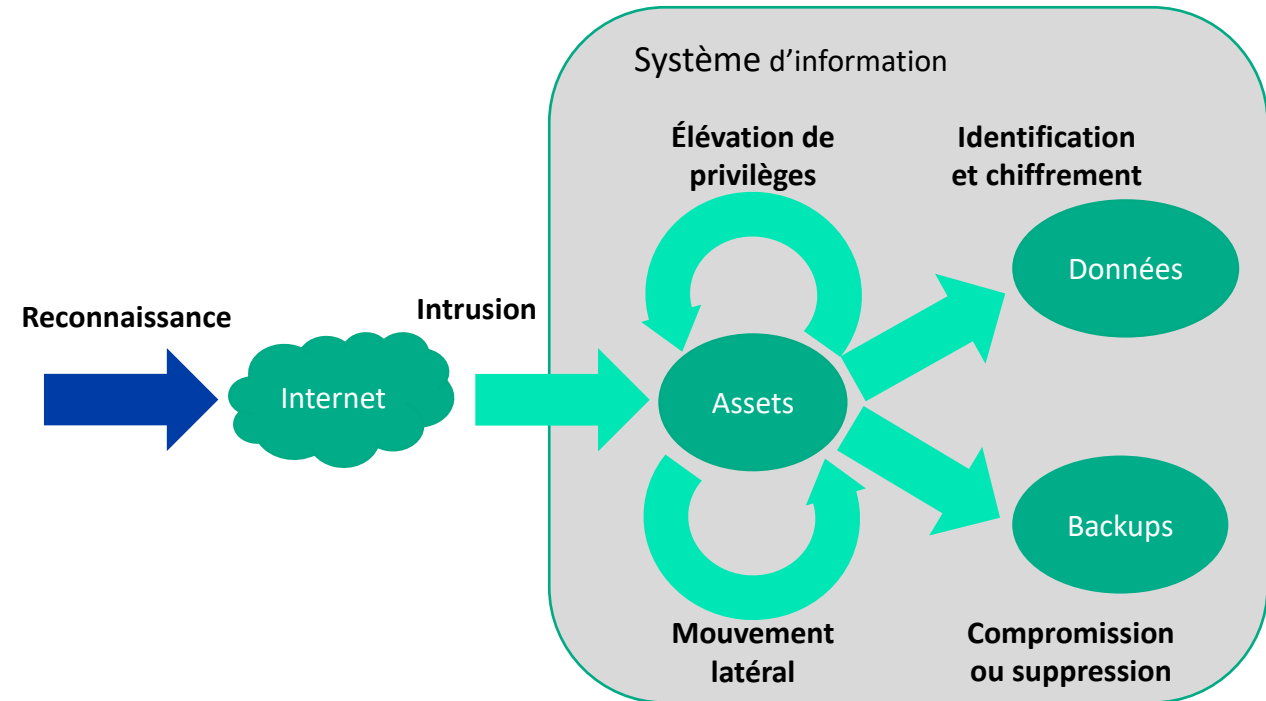 Système d’information
Élévation de
privilèges
Identification
et chiffrement
Données
Reconnaissance
Intrusion
Internet
Assets
Backups
Mouvement
latéral
Compromission
ou suppression